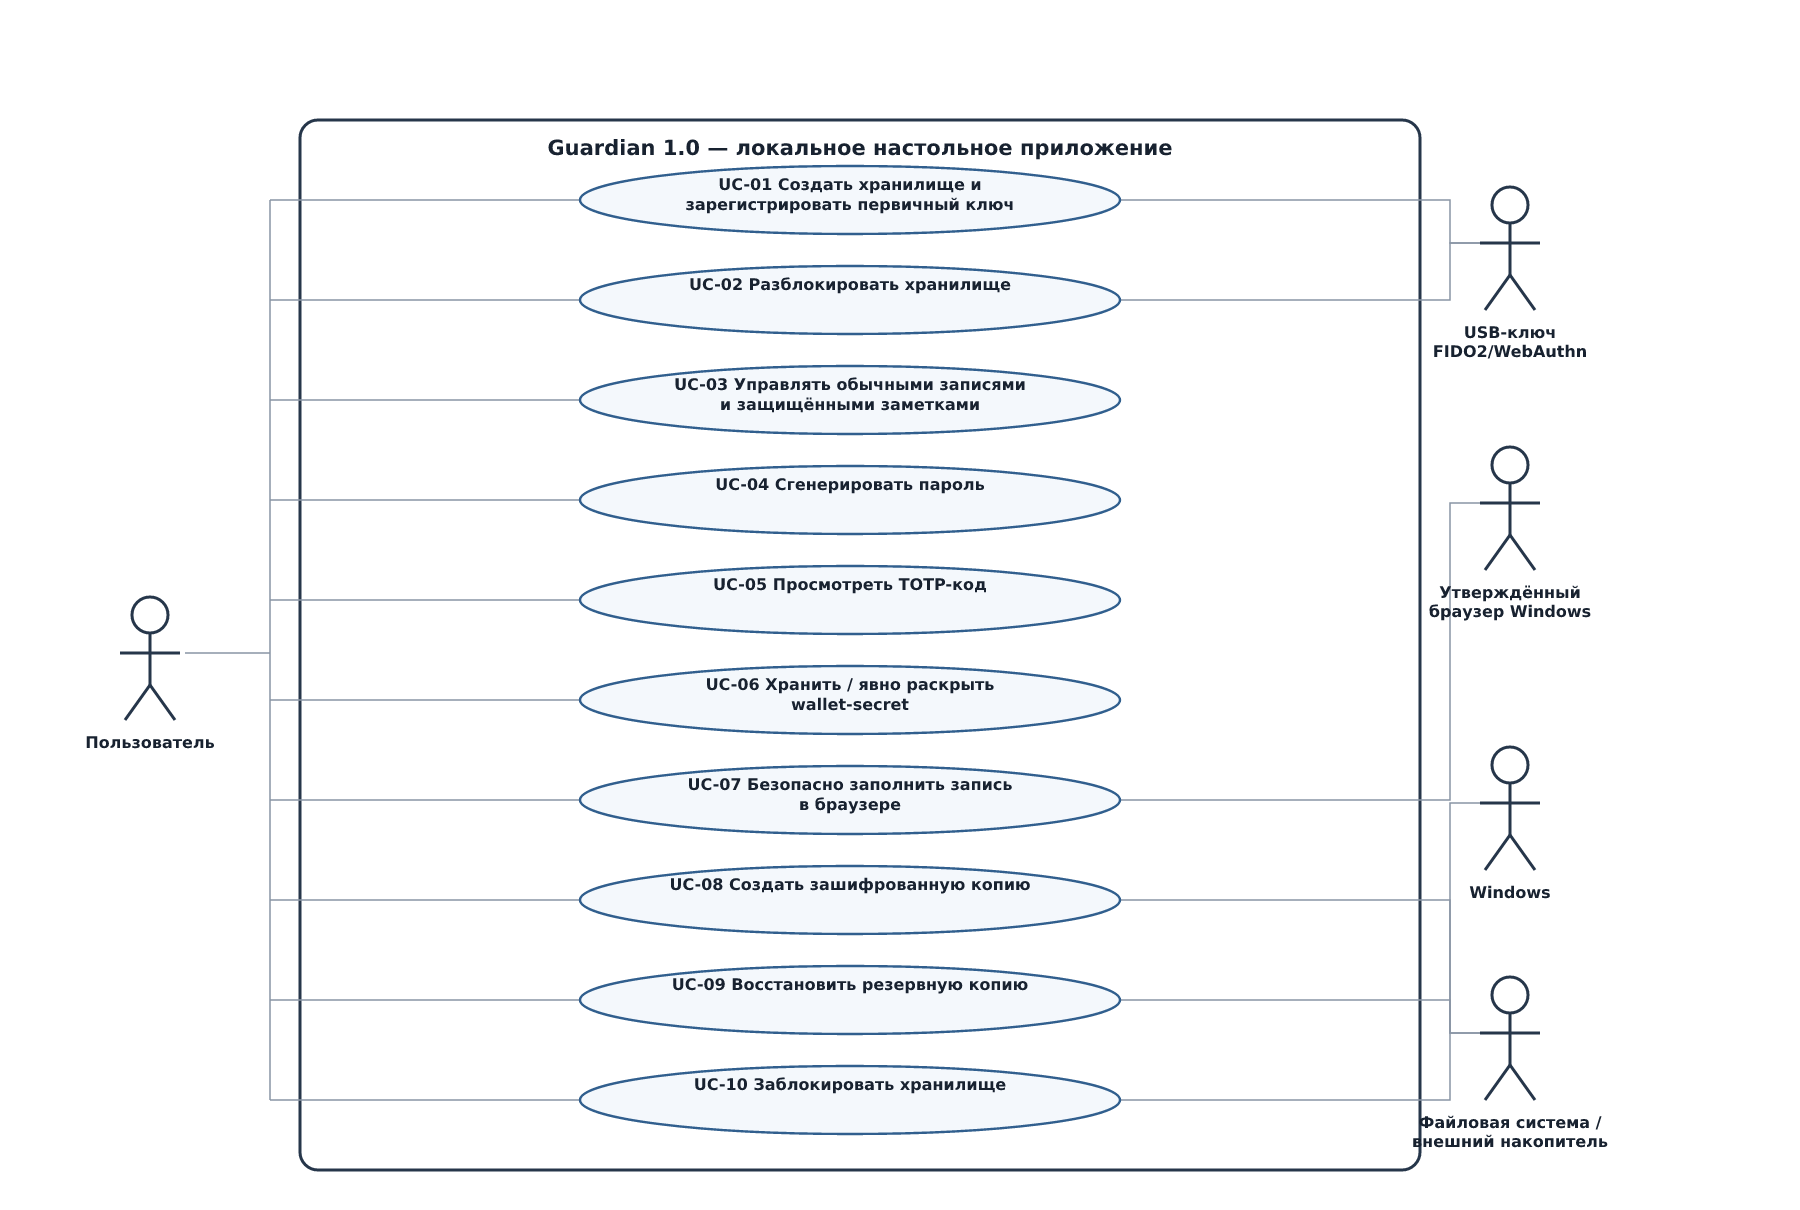 Guardian 1.0 — локальное настольное приложение
UC-01 Создать хранилище и
зарегистрировать первичный ключ
UC-02 Разблокировать хранилище
USB-ключ
FIDO2/WebAuthn
UC-03 Управлять обычными записями
и защищёнными заметками
UC-04 Сгенерировать пароль
UC-05 Просмотреть TOTP-код
Утверждённый
браузер Windows
UC-06 Хранить / явно раскрыть
wallet-secret
Пользователь
UC-07 Безопасно заполнить запись
в браузере
UC-08 Создать зашифрованную копию
Windows
UC-09 Восстановить резервную копию
UC-10 Заблокировать хранилище
Файловая система /
внешний накопитель